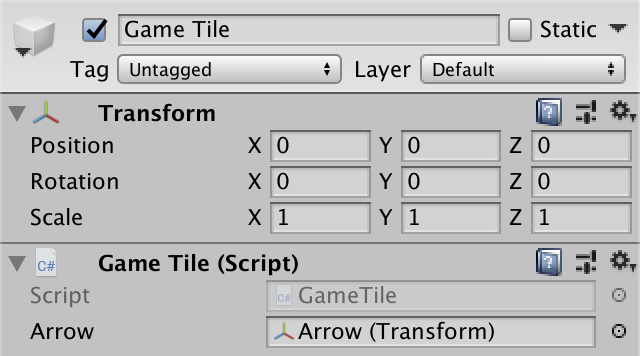 Game Tile Static
Tag Untagged Layer Default
Transform
Position X 0 Y 0 Z 0
Rotation X 0 Y 0 Z 0
Scale X 1 Y 1 Z 1
C# Game Tile (Script)
Script C# GameTile
Arrow Arrow (Transform)